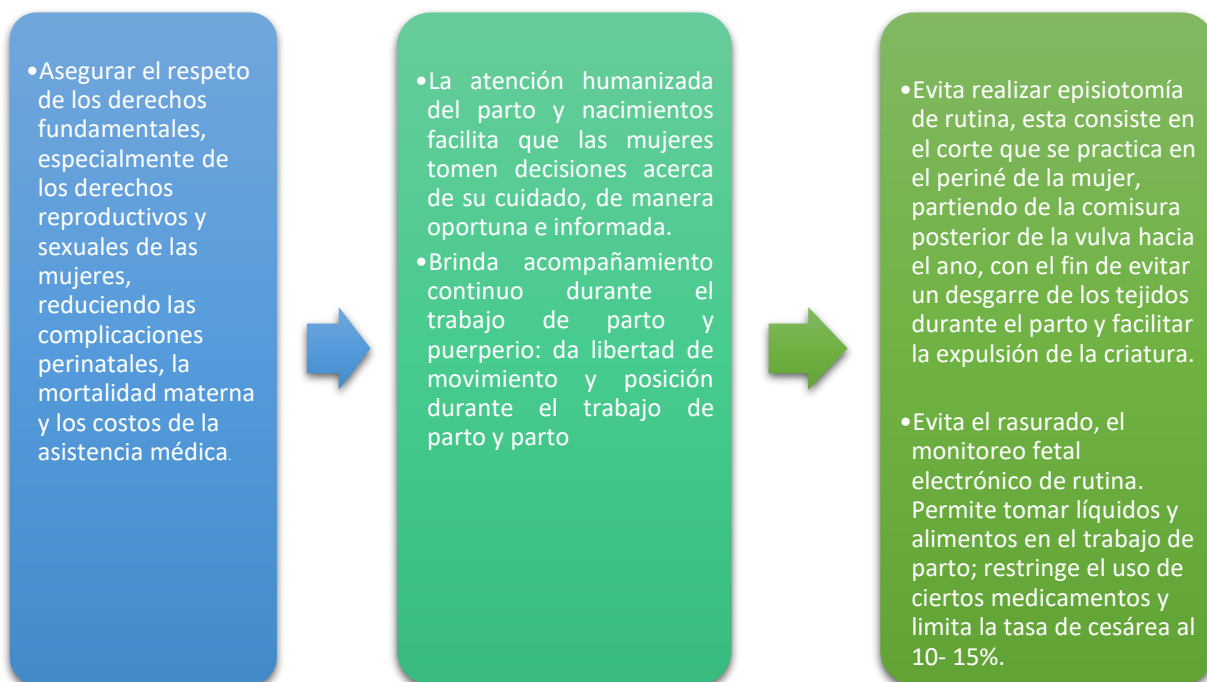 •Asegurar el respeto
de los derechos
fundamentales,
especialmente de
los derechos
reproductivos y
sexuales de las
mujeres,
reduciendo las
complicaciones
perinatales, la
mortalidad materna
y los costos de la
asistencia médica.
•La atención humanizada
del parto y nacimientos
facilita que las mujeres
tomen decisiones acerca
de su cuidado, de manera
oportuna e informada.
•Brinda acompañamiento
continuo durante el
trabajo de parto y
puerperio: da libertad de
movimiento y posición
durante el trabajo de
parto y parto
•Evita realizar episiotomía
de rutina, esta consiste en
el corte que se practica en
el periné de la mujer,
partiendo de la comisura
posterior de la vulva hacia
el ano, con el fin de evitar
un desgarre de los tejidos
durante el parto y facilitar
la expulsión de la criatura.
•Evita el rasurado, el
monitoreo fetal
electrónico de rutina.
Permite tomar líquidos y
alimentos en el trabajo de
parto; restringe el uso de
ciertos medicamentos y
limita la tasa de cesárea al
10- 15%.